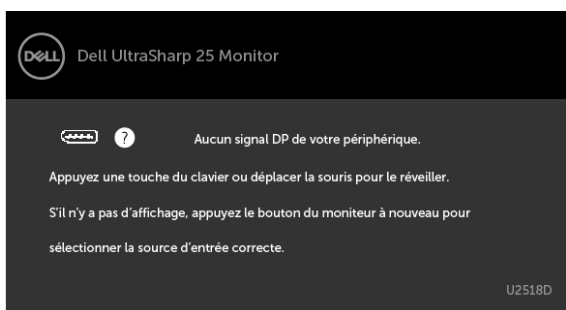 DELL Dell UltraSharp 25 Monitor
? Aucun signal DP de votre périphérique.
Appuyez une touche du clavier ou déplacer la souris pour le réveiller.
S'il n'y a pas d'affichage, appuyez le bouton du moniteur à nouveau pour
sélectionner la source d'entrée correcte.
U2518D